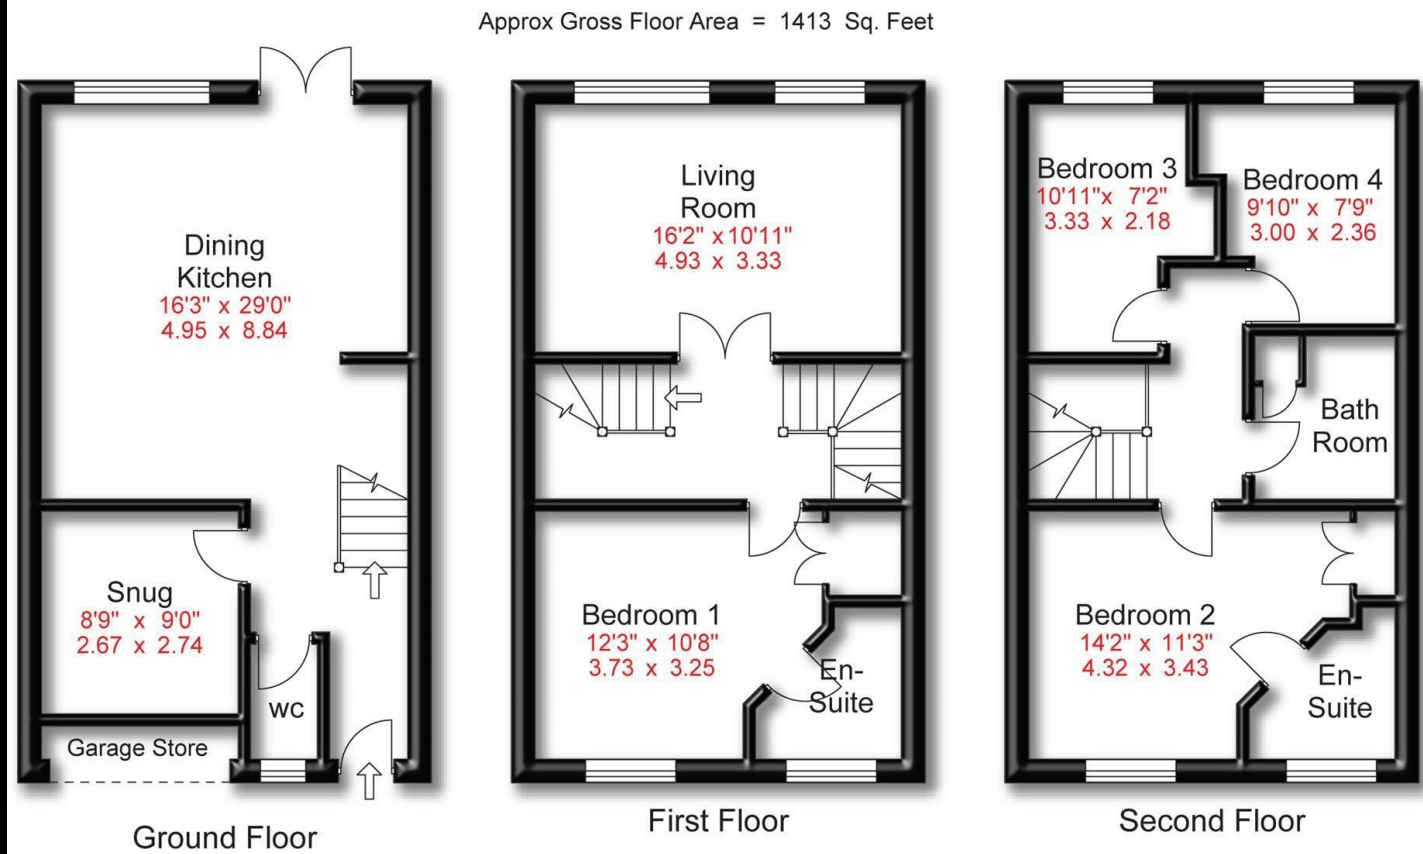 Approx Gross Floor Area = 1413 Sq. Feet
Dining
Kitchen
16'3" x 29'0"
4.95 x 8.84
Snug
8'9" x 9'0"
2.67 x 2.74
wc
Garage Store
Ground Floor
Living
Room
16'2" x 10'11"
4.93 x 3.33
Bedroom 1
12'3" x 10'8"
3.73 x 3.25
En-
Suite
First Floor
Bedroom 3
10'11"x 7'2"
3.33 x 2.18
Bedroom 4
9'10" x 7'9"
3.00 x 2.36
Bath
Room
Bedroom 2
14'2" x 11'3"
4.32 x 3.43
En-
Suite
Second Floor